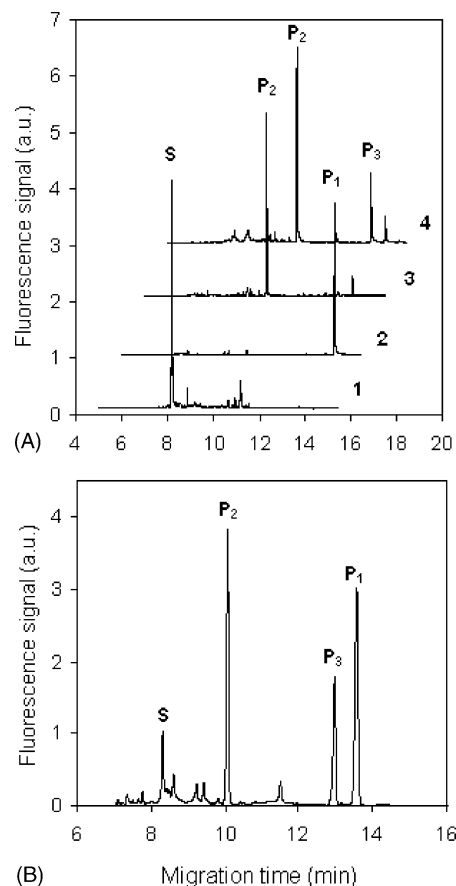 7
P₂
6
P₂
5
S
P₃
4
P₁
4
3
3
2
2
1
1
0
(A)
4 6 8 10 12 14 16 18 20
Fluorescence signal (a.u.)
P₂
4
P₁
3
P₃
2
S
1
0
6 8 10 12 14 16
Fluorescence signal (a.u.)
(B) Migration time (min)